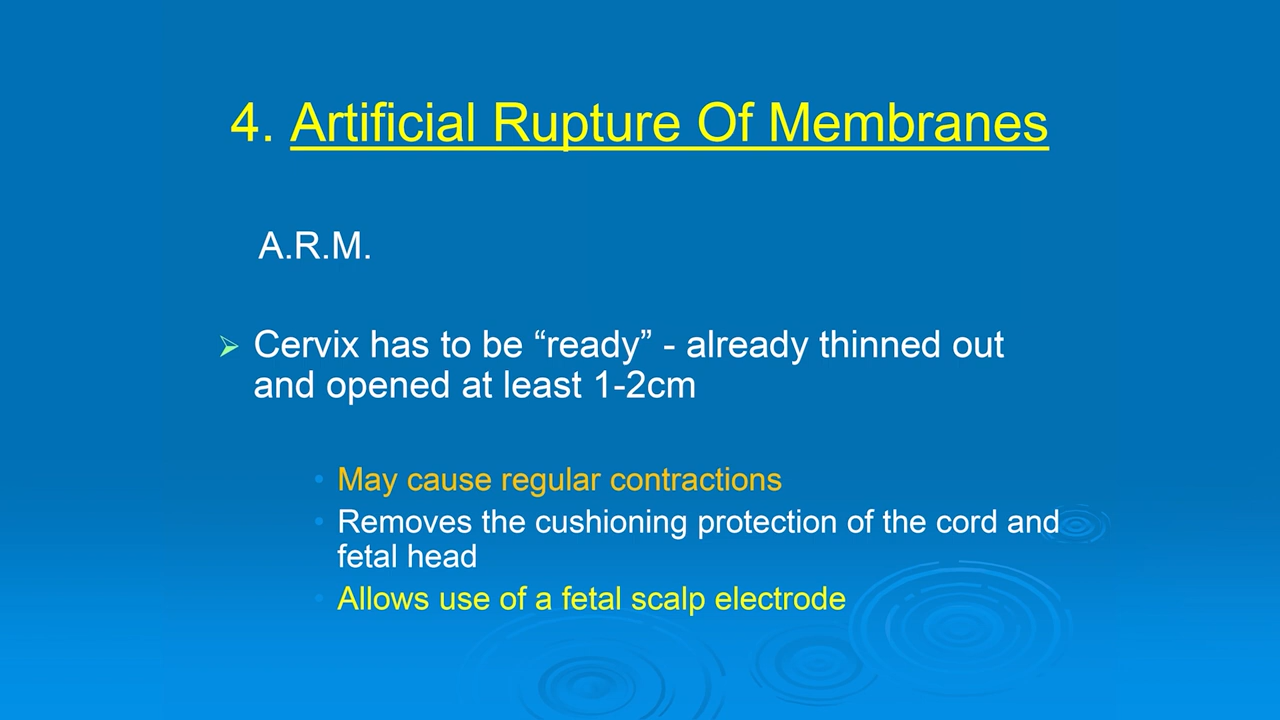 4. Artificial Rupture Of Membranes
A.R.M.
Cervix has to be “ready” - already thinned out
and opened at least 1-2cm
May cause regular contractions
Removes the cushioning protection of the cord and
fetal head
Allows use of a fetal scalp electrode